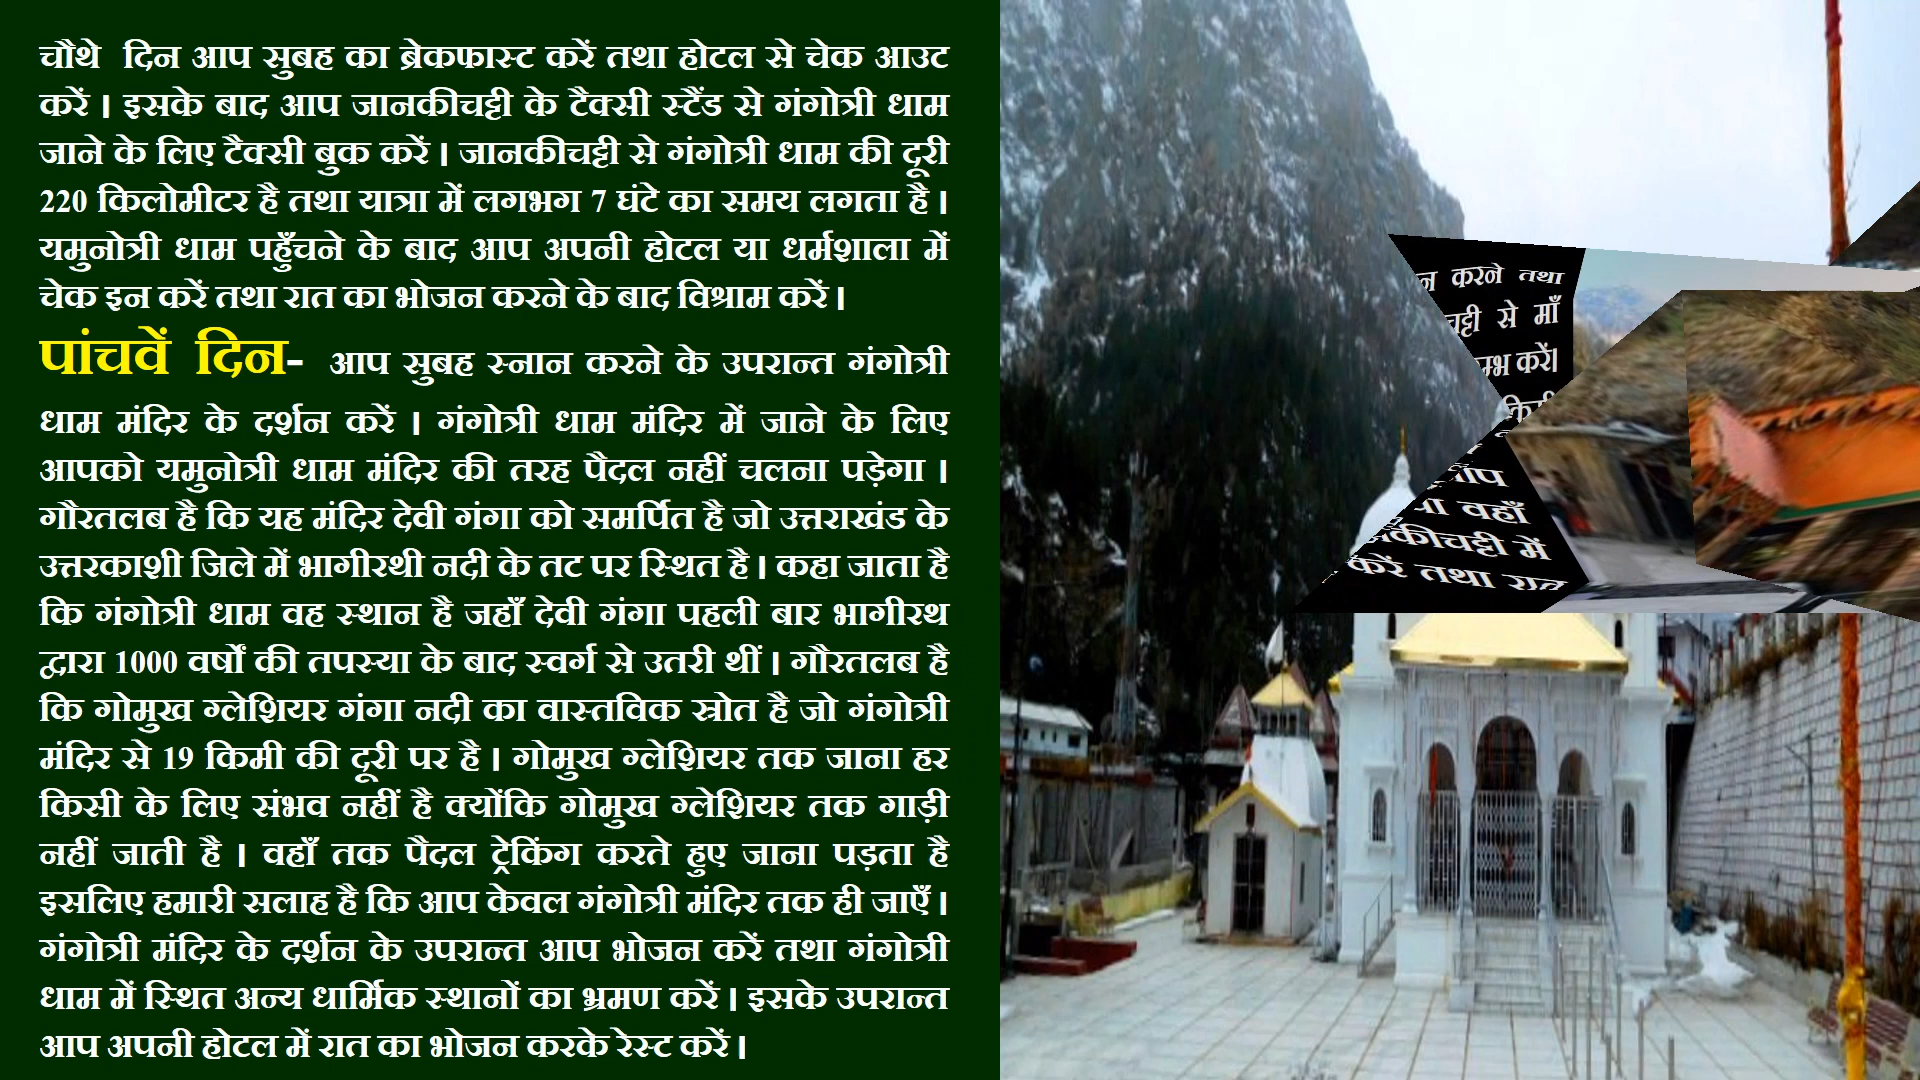 चौथे दिन आप सुबह का ब्रेकफास्ट करें तथा होटल से चेक आउट
करें। इसके बाद आप जानकीचट्टी के टैक्सी स्टैंड से गंगोत्री धाम
जाने के लिए टैक्सी बुक करें। जानकीचट्टी से गंगोत्री धाम की दूरी
220 किलोमीटर है तथा यात्रा में लगभग 7 घंटे का समय लगता है।
यमुनोत्री धाम पहुँचने के बाद आप अपनी होटल या धर्मशाला में
चेक इन करें तथा रात का भोजन करने के बाद विश्राम करें।
पांचवें दिन- आप सुबह स्नान करने के उपरान्त गंगोत्री
धाम मंदिर के दर्शन करें। गंगोत्री धाम मंदिर में जाने के लिए
आपको यमुनोत्री धाम मंदिर की तरह पैदल नहीं चलना पड़ेगा।
गौरतलब है कि यह मंदिर देवी गंगा को समर्पित है जो उत्तराखंड के
उत्तरकाशी जिले में भागीरथी नदी के तट पर स्थित है। कहा जाता है
कि गंगोत्री धाम वह स्थान है जहाँ देवी गंगा पहली बार भागीरथ
द्वारा 1000 वर्षों की तपस्या के बाद स्वर्ग से उतरी थीं। गौरतलब है
कि गोमुख ग्लेशियर गंगा नदी का वास्तविक स्रोत है जो गंगोत्री
मंदिर से 19 किमी की दूरी पर है। गोमुख ग्लेशियर तक जाना हर
किसी के लिए संभव नहीं है क्योंकि गोमुख ग्लेशियर तक गाड़ी
नहीं जाती है। वहाँ तक पैदल ट्रेकिंग करते हुए जाना पड़ता है
इसलिए हमारी सलाह है कि आप केवल गंगोत्री मंदिर तक ही जाएँ।
गंगोत्री मंदिर के दर्शन के उपरान्त आप भोजन करें तथा गंगोत्री
धाम में स्थित अन्य धार्मिक स्थानों का भ्रमण करें। इसके उपरान्त
आप अपनी होटल में रात का भोजन करके रेस्ट करें।
करने तथा
से माँ
करें।
वहाँ
में
करें तथा रात